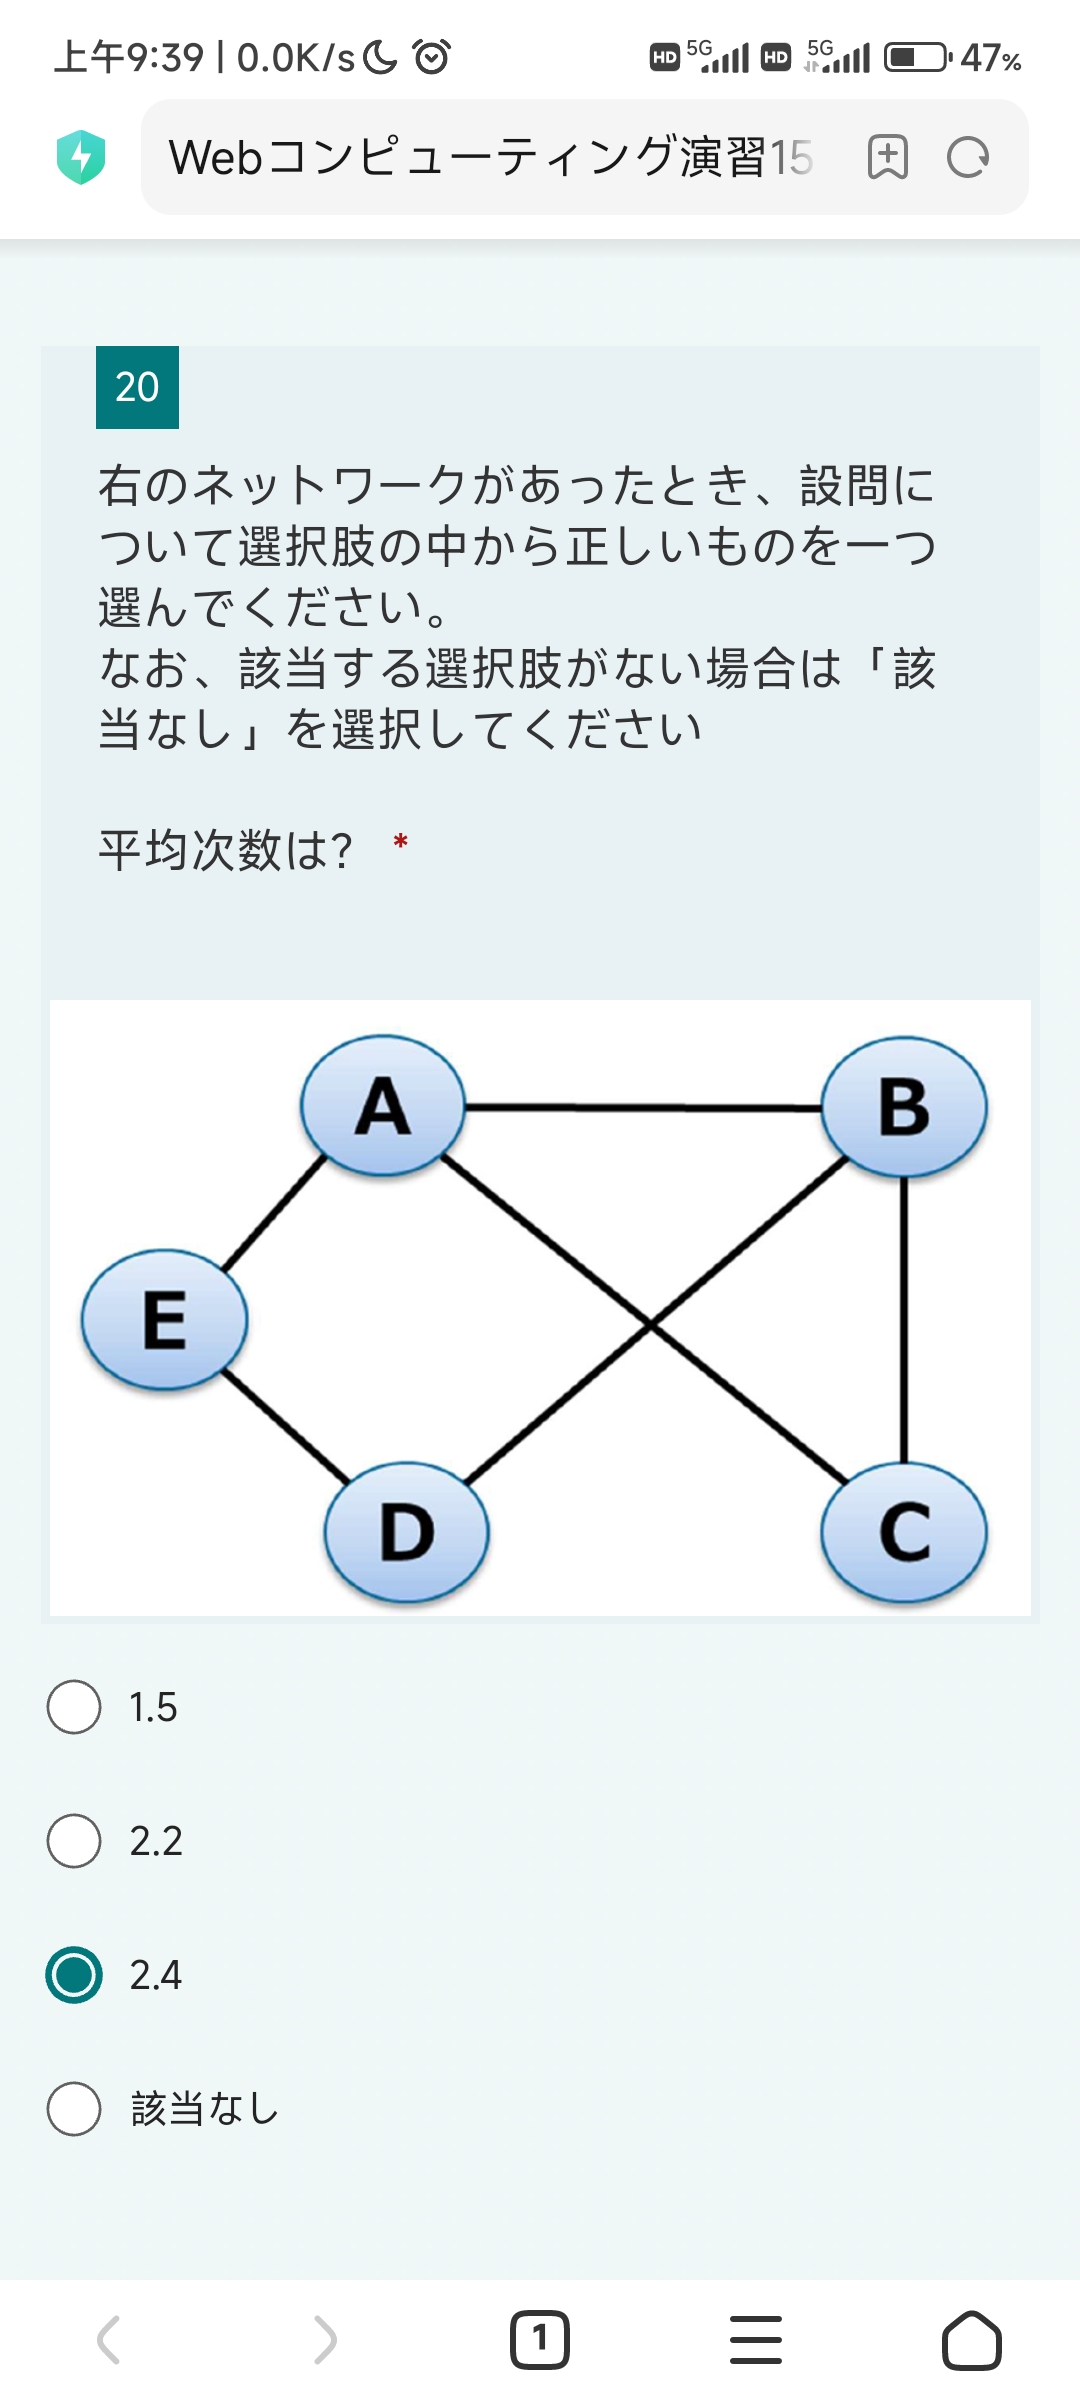 上午9:39 | 0.0K/s HD 5G HD 5G 47%
Webコンピューティング演習15
20
右のネットワークがあったとき、設問に
ついて選択肢の中から正しいものを一つ
選んでください。
なお、該当する選択肢がない場合は「該
当なし」を選択してください
平均次数は? *
A
B
E
D
C
1.5
2.2
2.4
該当なし
1